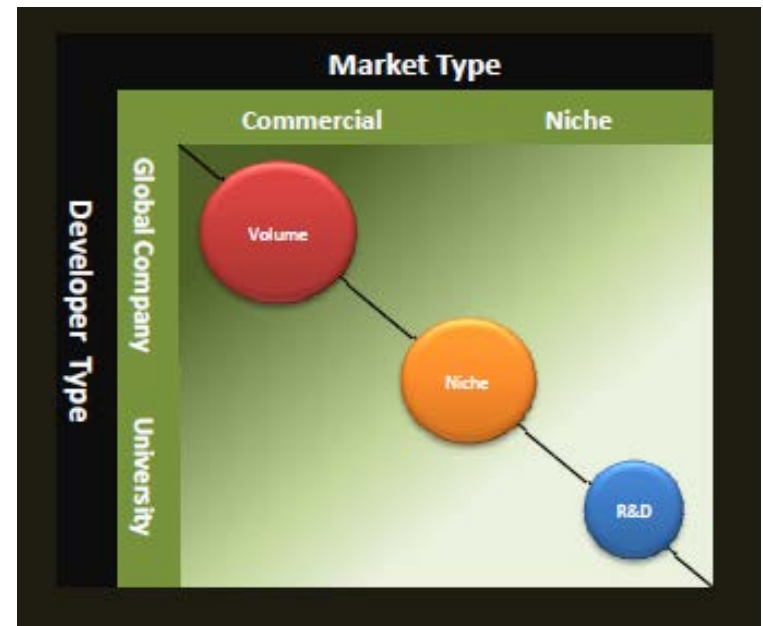 Market Type
Commercial
Niche
Developer Type
Global Company
University
Volume
Niche
R&D